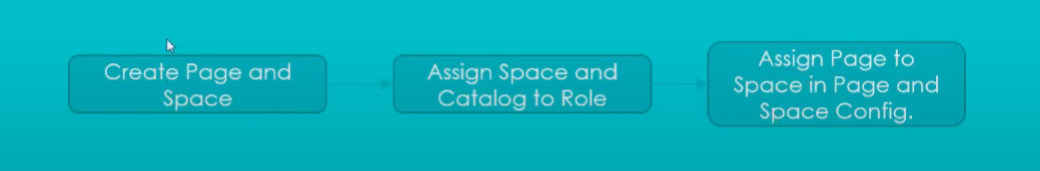 Create Page and
Space
Assign Space and
Catalog to Role
Assign Page to
Space in Page and
Space Config.